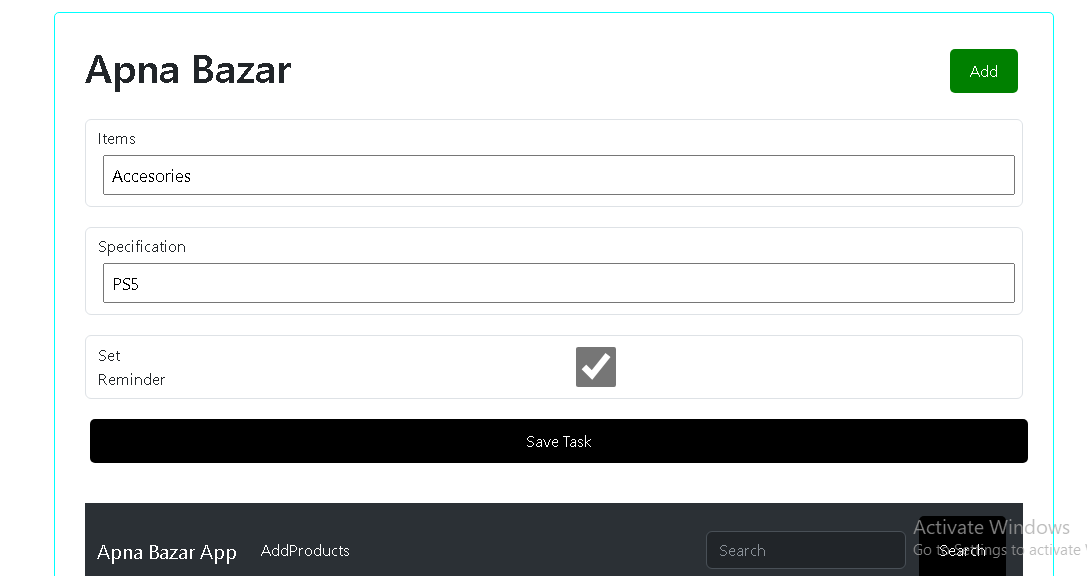 Apna Bazar
Add
Items
Accesories
Specification
PS5
Set
Reminder
Save Task
Apna Bazar App
AddProducts
Search
Search
Activate Windows
Go to Settings to activate